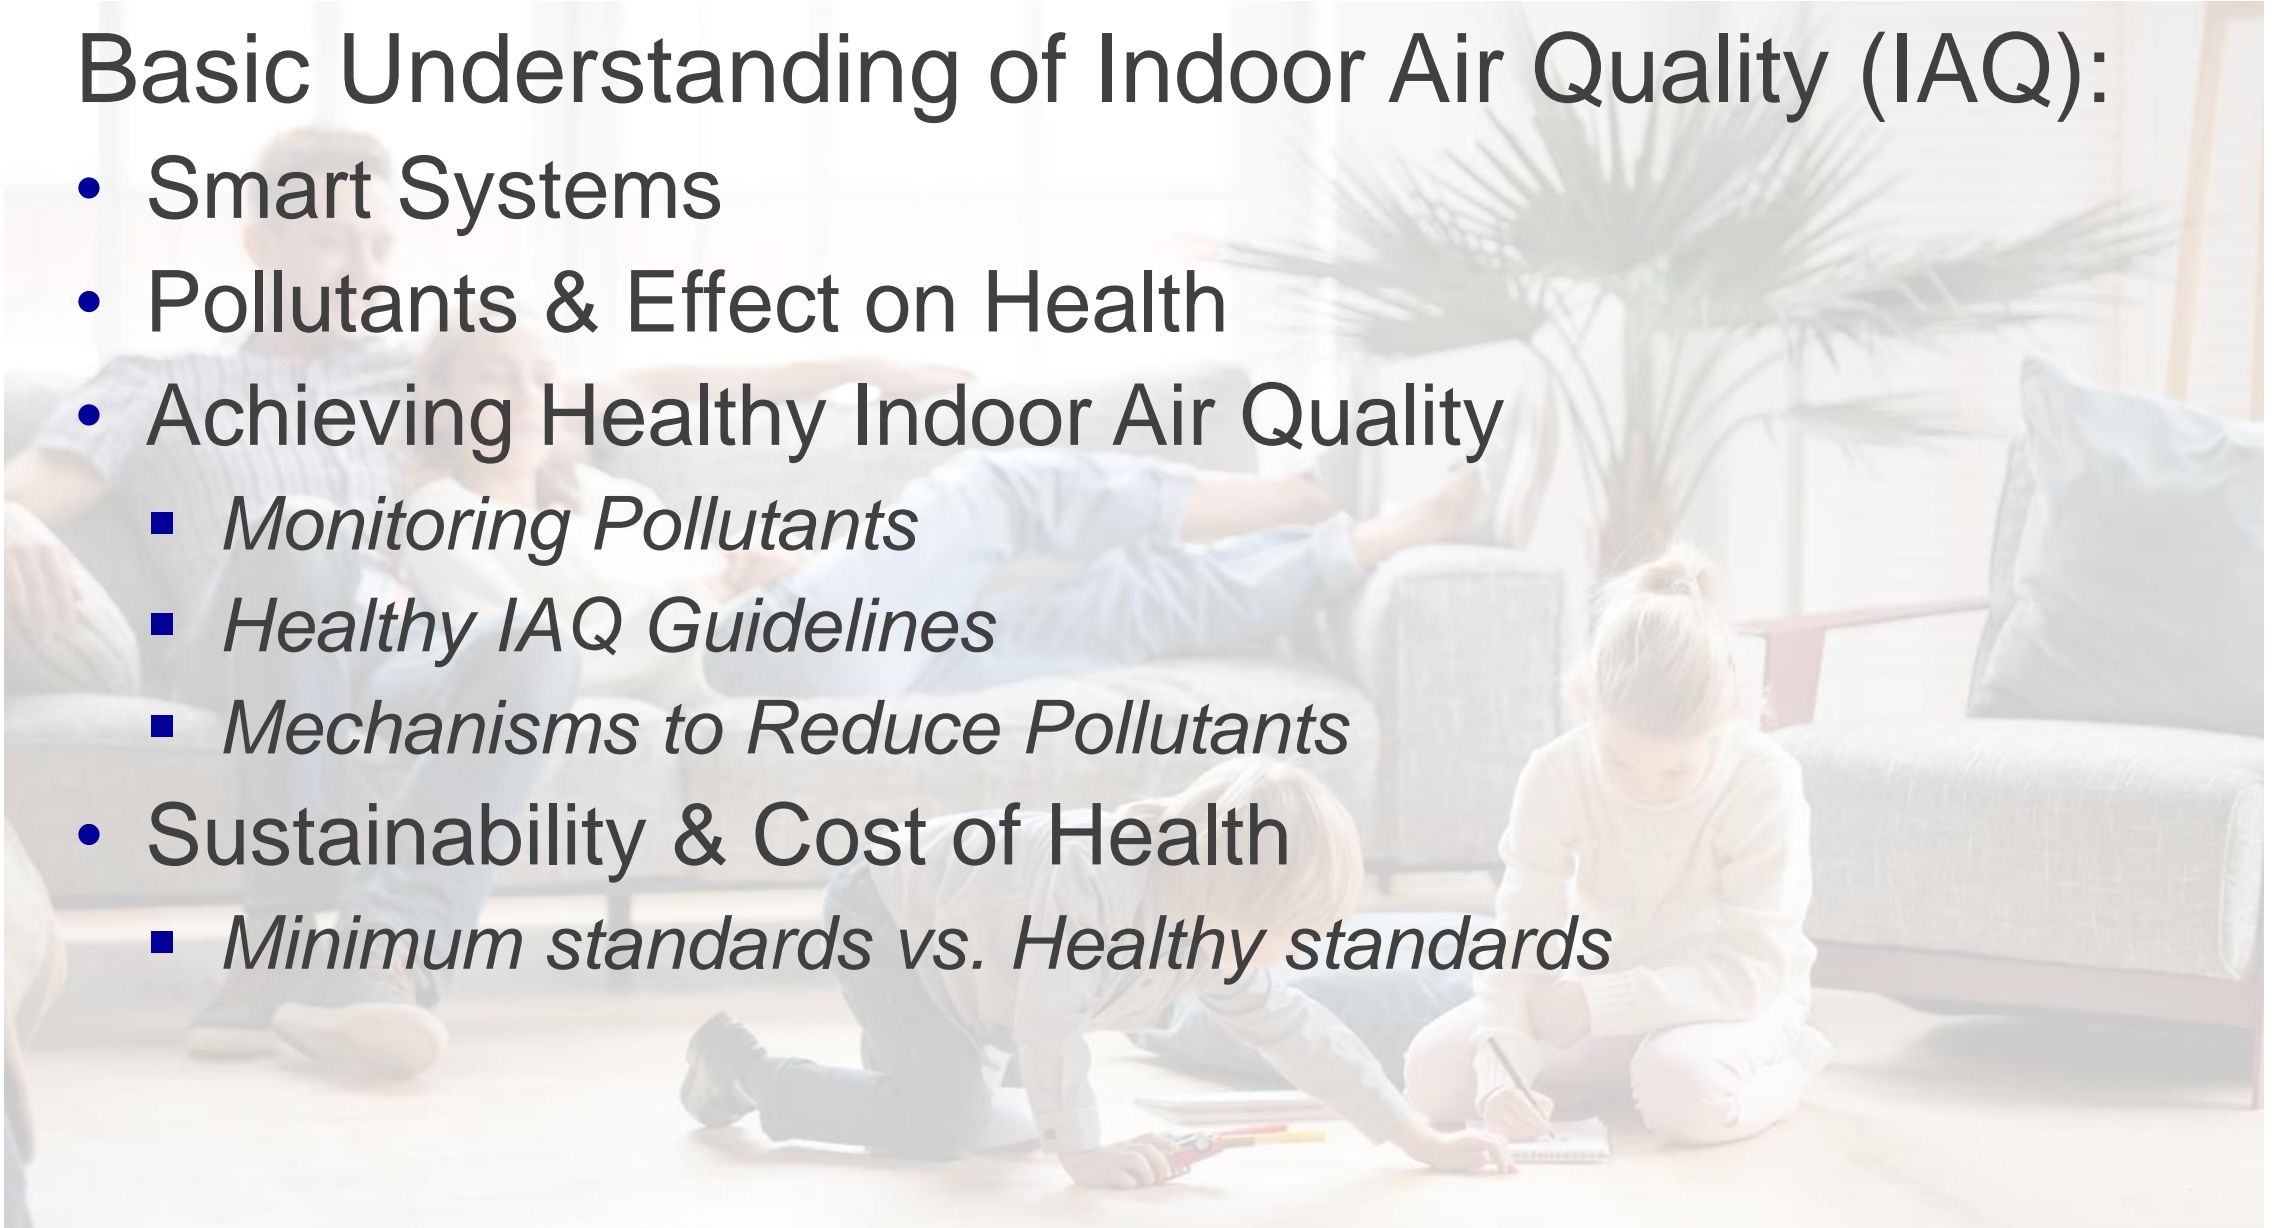 Basic Understanding of Indoor Air Quality (IAQ):
• Smart Systems
• Pollutants & Effect on Health
• Achieving Healthy Indoor Air Quality
▪ Monitoring Pollutants
▪ Healthy IAQ Guidelines
▪ Mechanisms to Reduce Pollutants
• Sustainability & Cost of Health
▪ Minimum standards vs. Healthy standards